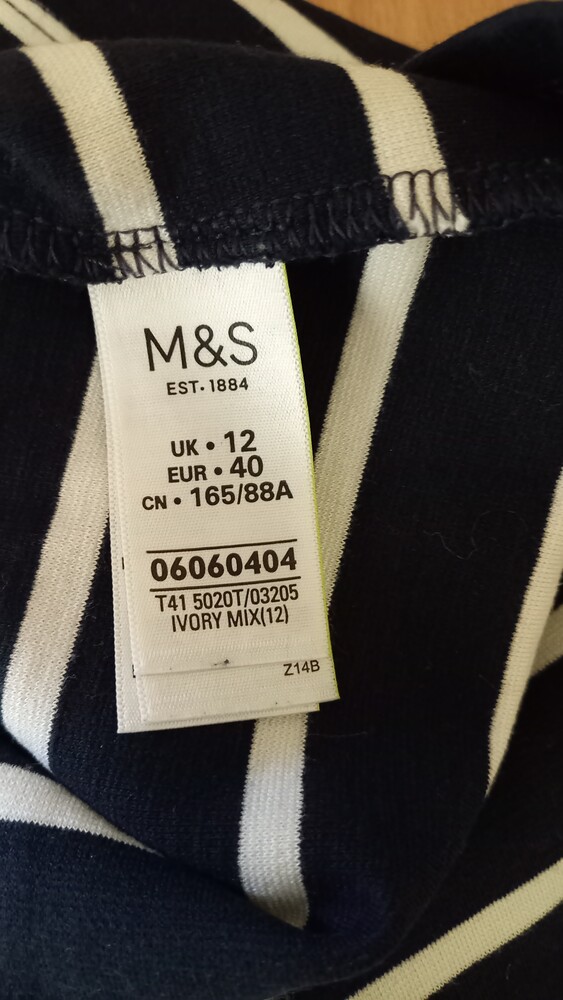 M&S
EST•1884
UK • 12
EUR • 40
CN • 165/88A
06060404
T41 5020T/03205
IVORY MIX(12)
Z14B